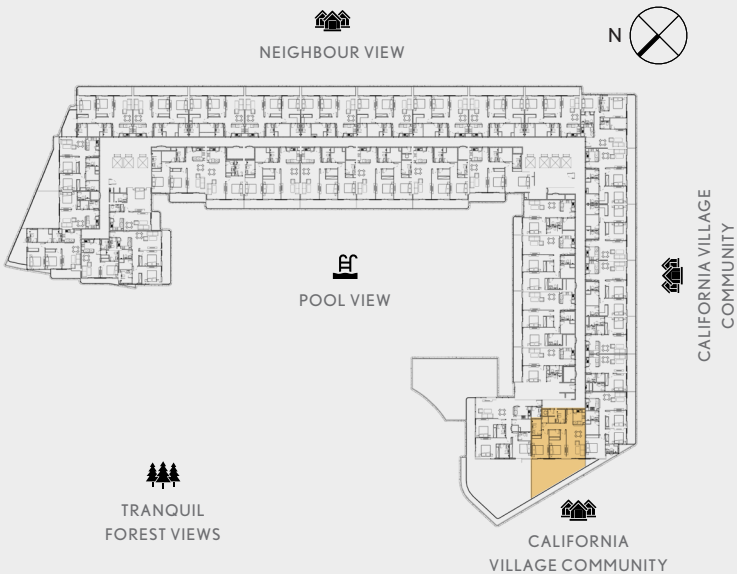 N
NEIGHBOUR VIEW
CALIFORNIA VILLAGE
COMMUNITY
POOL VIEW
TRANQUIL
FOREST VIEWS
CALIFORNIA
VILLAGE COMMUNITY